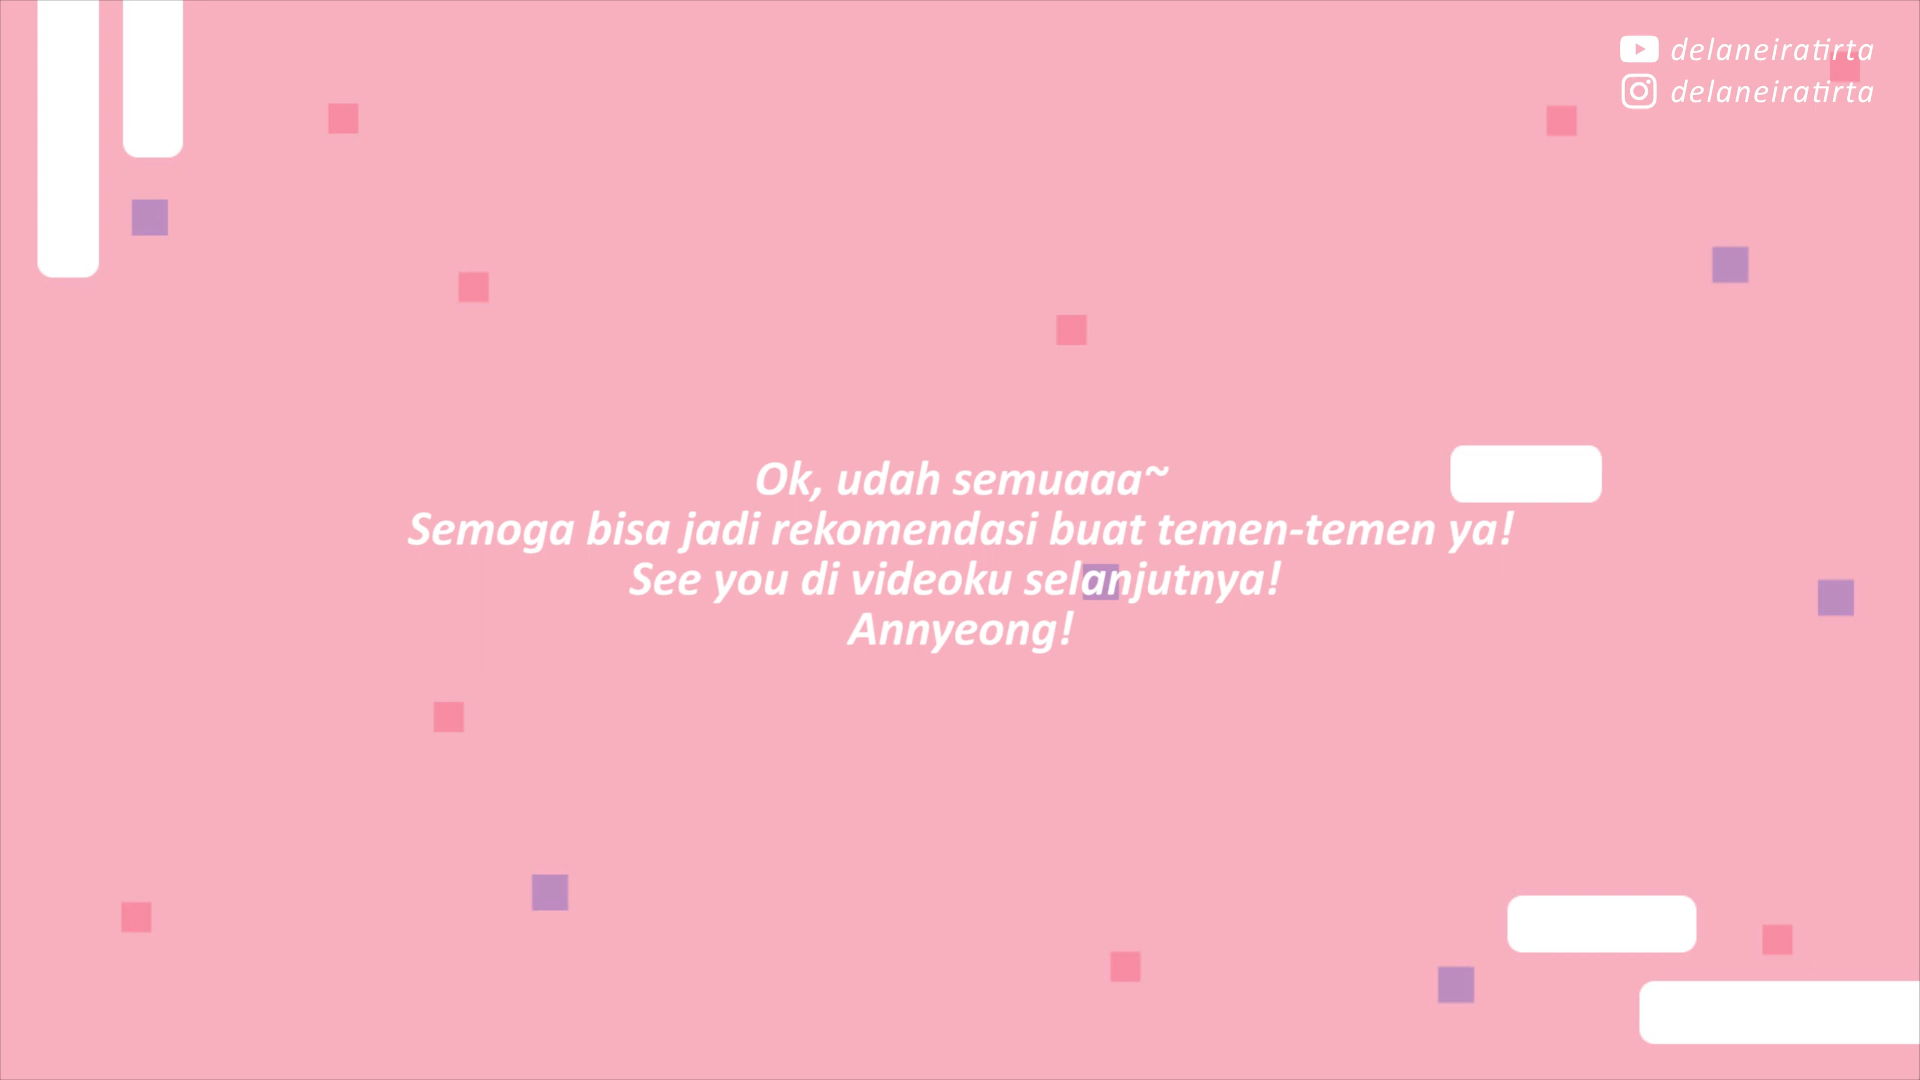 delaneiratirta
delaneiratirta
Ok, udah semuaaa~
Semoga bisa jadi rekomendasi buat temen-temen ya!
See you di videoku selanjutnya!
Annyeong!